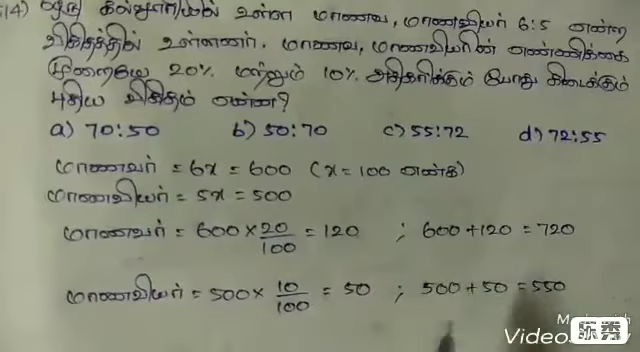 14) ஒரு கல்லூரியில் உள்ள மாணவ, மாணவியர் 6:5 என்ற
விகிதத்தில் உள்ளனர். மாணவ, மாணவியரின் எண்ணிக்கை
முறையே 20% மற்றும் 10% அதிகரிக்கும் போது கிடைக்கும்
புதிய விகிதம் என்ன?
a) 70:50 b) 50:70 c) 55:72 d) 72:55
மாணவர் = 6x = 600 (x = 100 என்க)
மாணவியர் = 5x = 500
மாணவர் = 600 × 20/100 = 120 ; 600 + 120 = 720
மாணவியர் = 500 × 10/100 = 50 ; 500 + 50 = 550